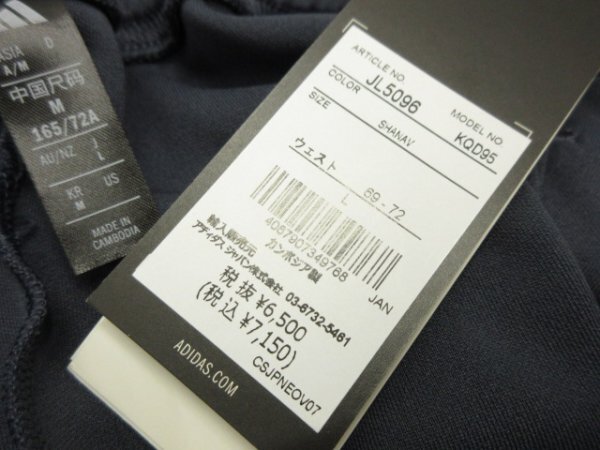 ASIA D
A/M
中国尺码
M
165/72A
AU/NZ J
L
KR US
M
MADE IN
CAMBODIA
ARTICLE NO.
JL5096
MODEL NO
KQD95
COLOR
SHANAV
SIZE
ウェスト 69-72
L
4067907349768
JAN
輸入販売元 カンボジア製
アディダス ジャパン株式会社 03-6732-5461
税抜 ¥6,500
(税込 ¥7,150)
CSJPNEOV07
ADIDAS.COM